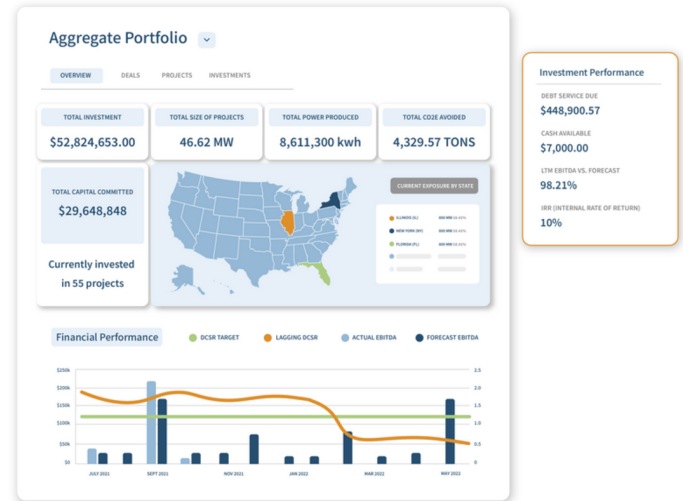 Aggregate Portfolio
OVERVIEW DEALS PROJECTS INVESTMENTS
TOTAL INVESTMENT
$52,824,653.00
TOTAL SIZE OF PROJECTS
46.62 MW
TOTAL POWER PRODUCED
8,611,300 kwh
TOTAL CO2E AVOIDED
4,329.57 TONS
TOTAL CAPITAL COMMITTED
$29,648,848
Currently invested
in 55 projects
CURRENT EXPOSURE BY STATE
ILLINOIS (IL)
NEW YORK (NY)
FLORIDA (FL)
Financial Performance
DCSR TARGET
LAGGING DCSR
ACTUAL EBITDA
FORECAST EBITDA
$250k
$200k
$150k
$100k
$50k
$0
2.5
2.0
1.5
1.0
0.5
0
JULY 2021 SEPT 2021 NOV 2021 JAN 2022 MAR 2022 MAY 2022
Investment Performance
DEBT SERVICE DUE
$448,900.57
CASH AVAILABLE
$7,000.00
LTM EBITDA VS. FORECAST
98.21%
IRR (INTERNAL RATE OF RETURN)
10%